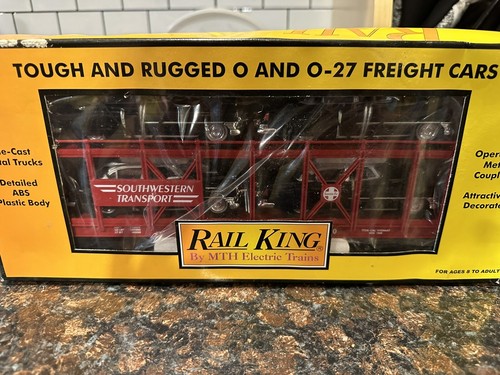 TOUGH AND RUGGED O AND O-27 FREIGHT CARS
Detailed
ABS
Plastic Body
SOUTHWESTERN
TRANSPORT
RAIL KING
By MTH Electric Trains
FOR AGES 8 TO ADULT